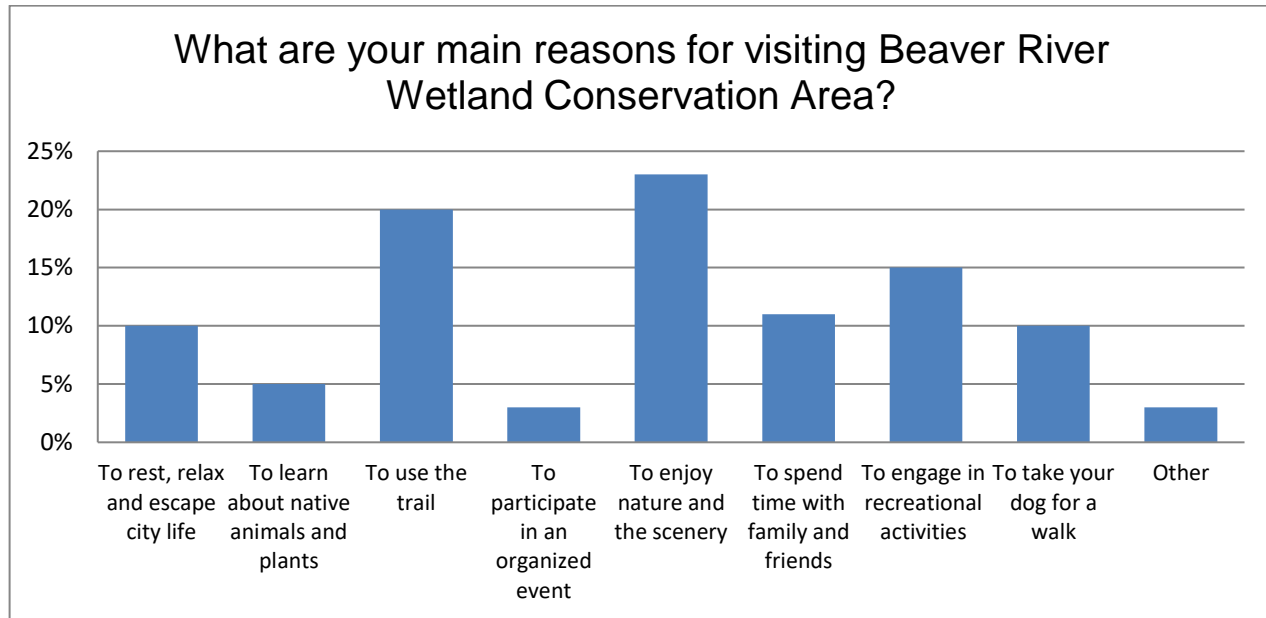 What are your main reasons for visiting Beaver River
Wetland Conservation Area?
25%
20%
15%
10%
5%
0%
To rest, relax
and escape
city life
To learn
about native
animals and
plants
To use the
trail
To
participate
in an
organized
event
To enjoy
nature and
the scenery
To spend
time with
family and
friends
To engage in
recreational
activities
To take your
dog for a
walk
Other